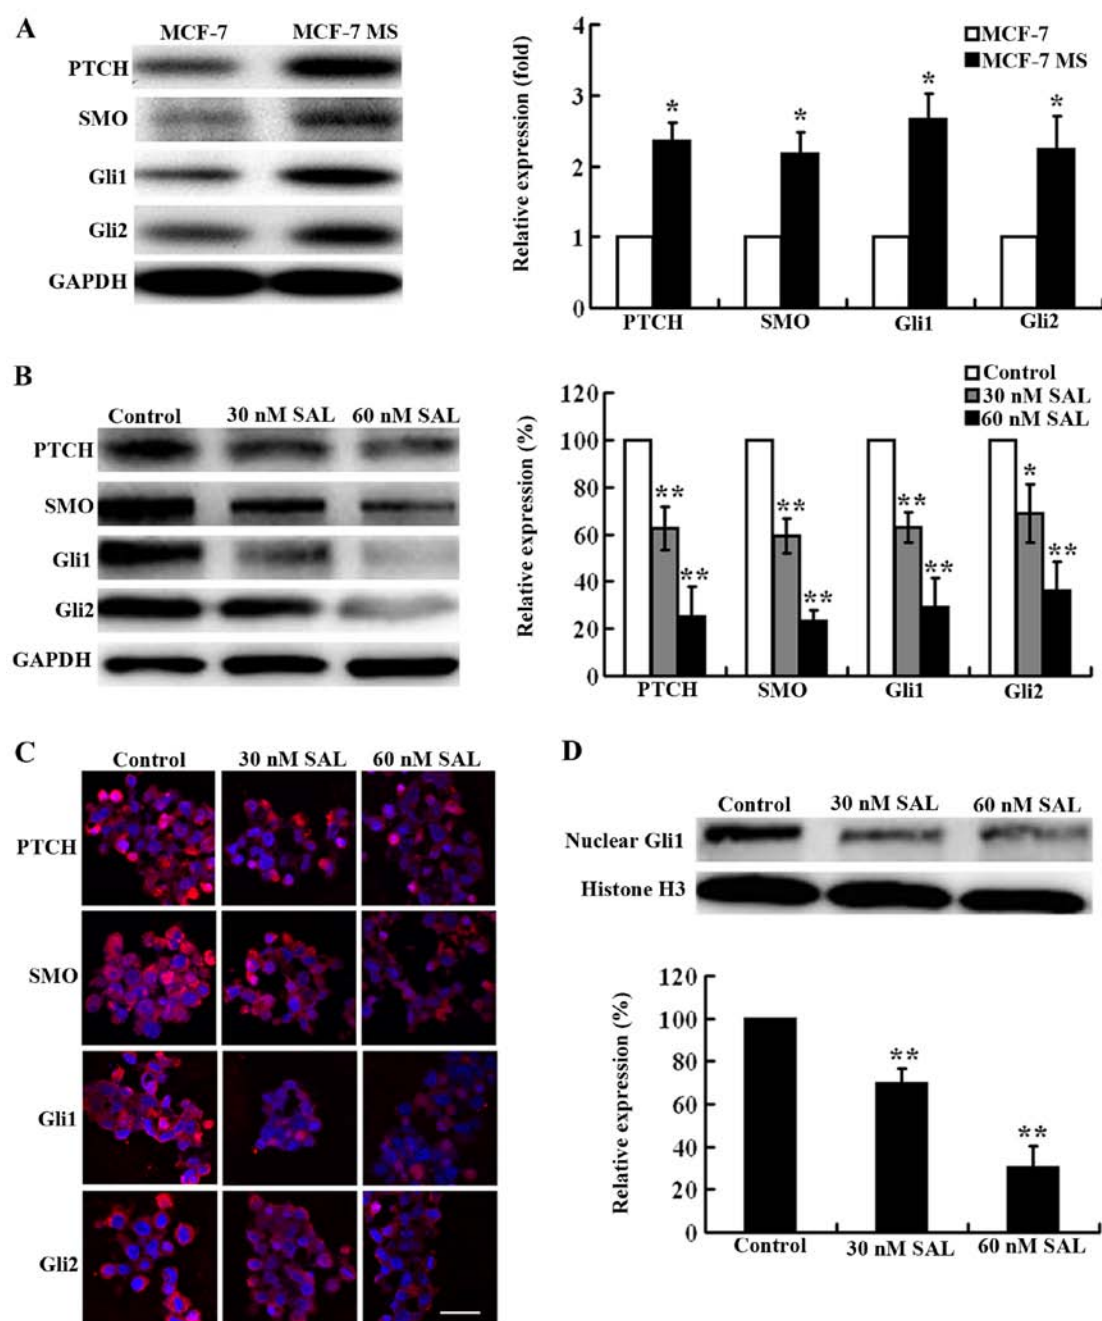 A
MCF-7 MCF-7 MS
PTCH
SMO
Gli1
Gli2
GAPDH
Relative expression (fold)
4
3
2
1
0
MCF-7
MCF-7 MS
* * * *
PTCH SMO Gli1 Gli2
B
Control 30 nM SAL 60 nM SAL
PTCH
SMO
Gli1
Gli2
GAPDH
Relative expression (%)
120
100
80
60
40
20
0
Control
30 nM SAL
60 nM SAL
** ** ** *
** ** ** **
PTCH SMO Gli1 Gli2
C
Control 30 nM SAL 60 nM SAL
PTCH
SMO
Gli1
Gli2
D
Control 30 nM SAL 60 nM SAL
Nuclear Gli1
Histone H3
Relative expression (%)
120
100
80
60
40
20
0
**
**
Control 30 nM SAL 60 nM SAL